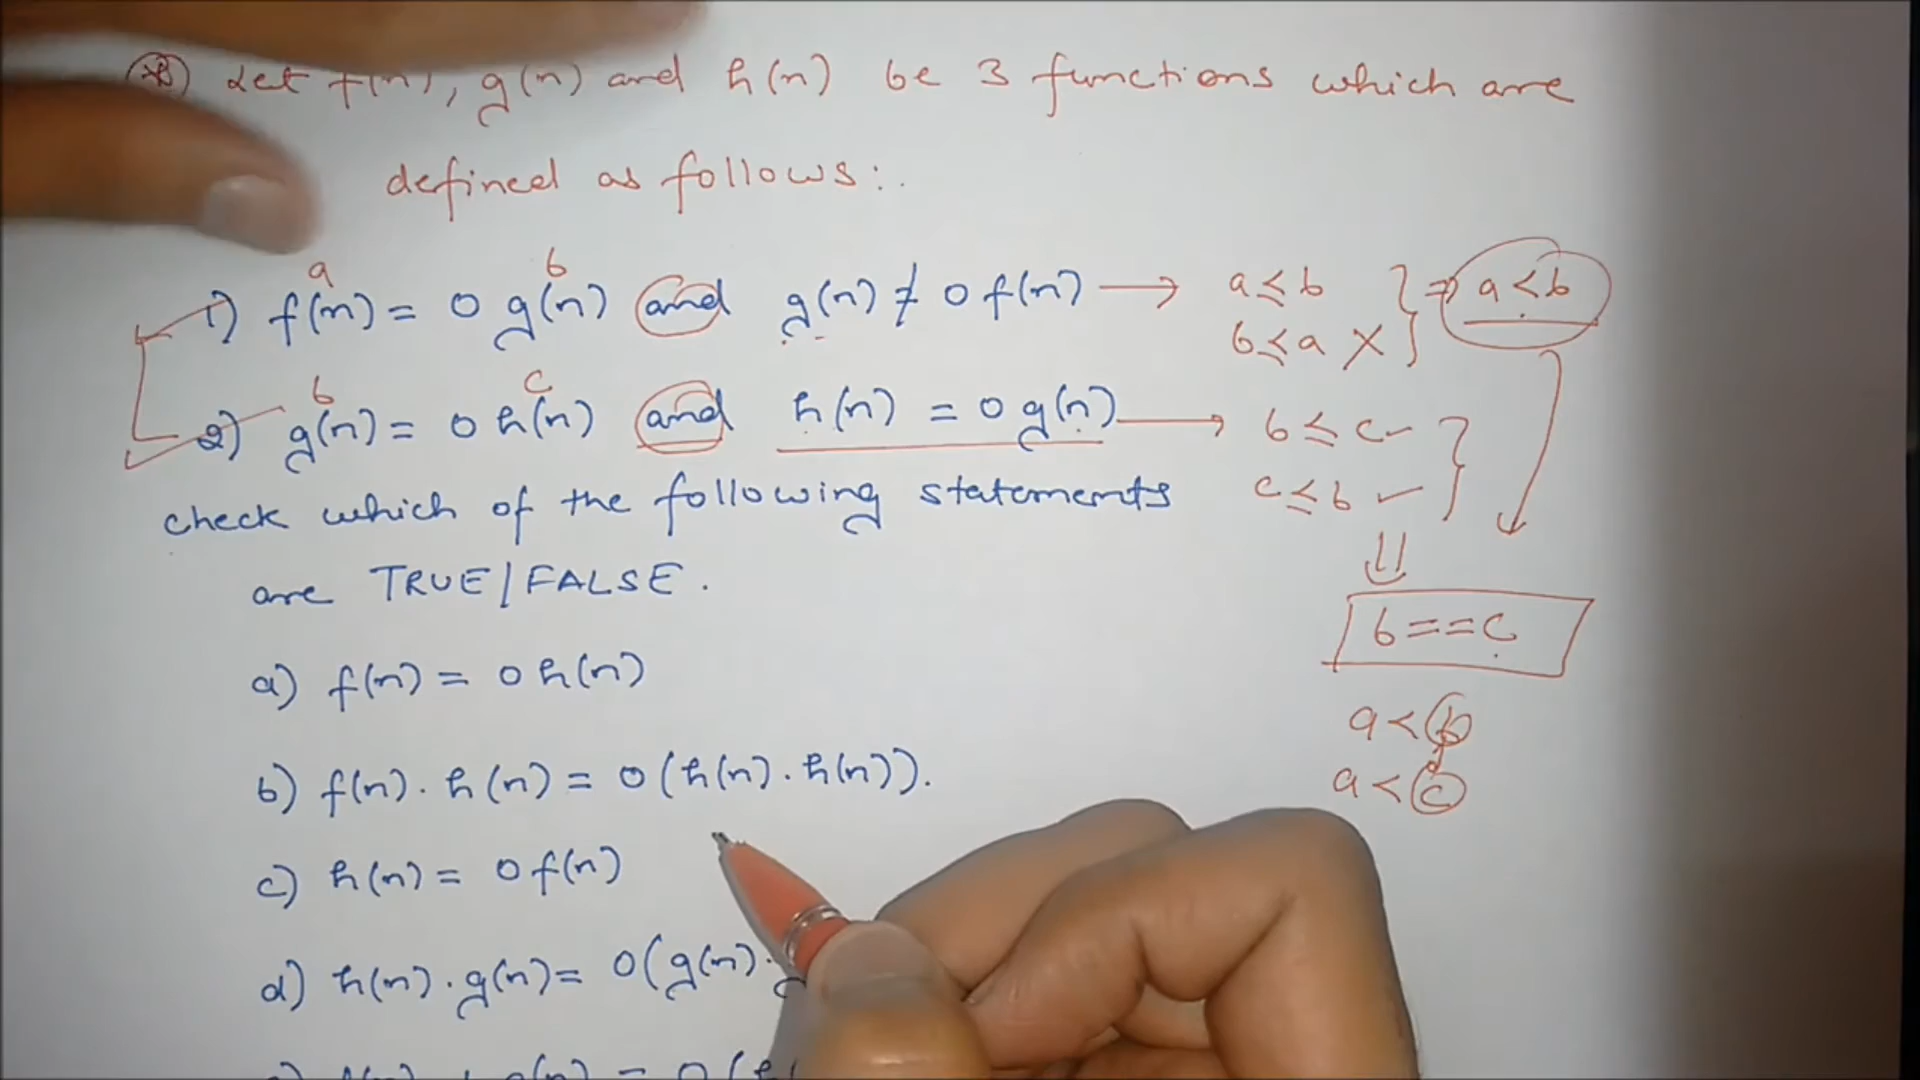 Let f(n), g(n) and h(n) be 3 functions which are
defined as follows:.
a b
1) f(n) = O g(n) and g(n) ≠ O f(n) → a ≤ b } ⇒ a < b
b ≤ a ×
b c
2) g(n) = O h(n) and h(n) = O g(n) → b ≤ c ✓ }
c ≤ b ✓
check which of the following statements
⇓
are TRUE/FALSE.
b == c
a) f(n) = O h(n)
a < b
b) f(n) . h(n) = O (h(n) . h(n)).
a < c
c) h(n) = O f(n)
d) h(n) . g(n) = O(g(n) .